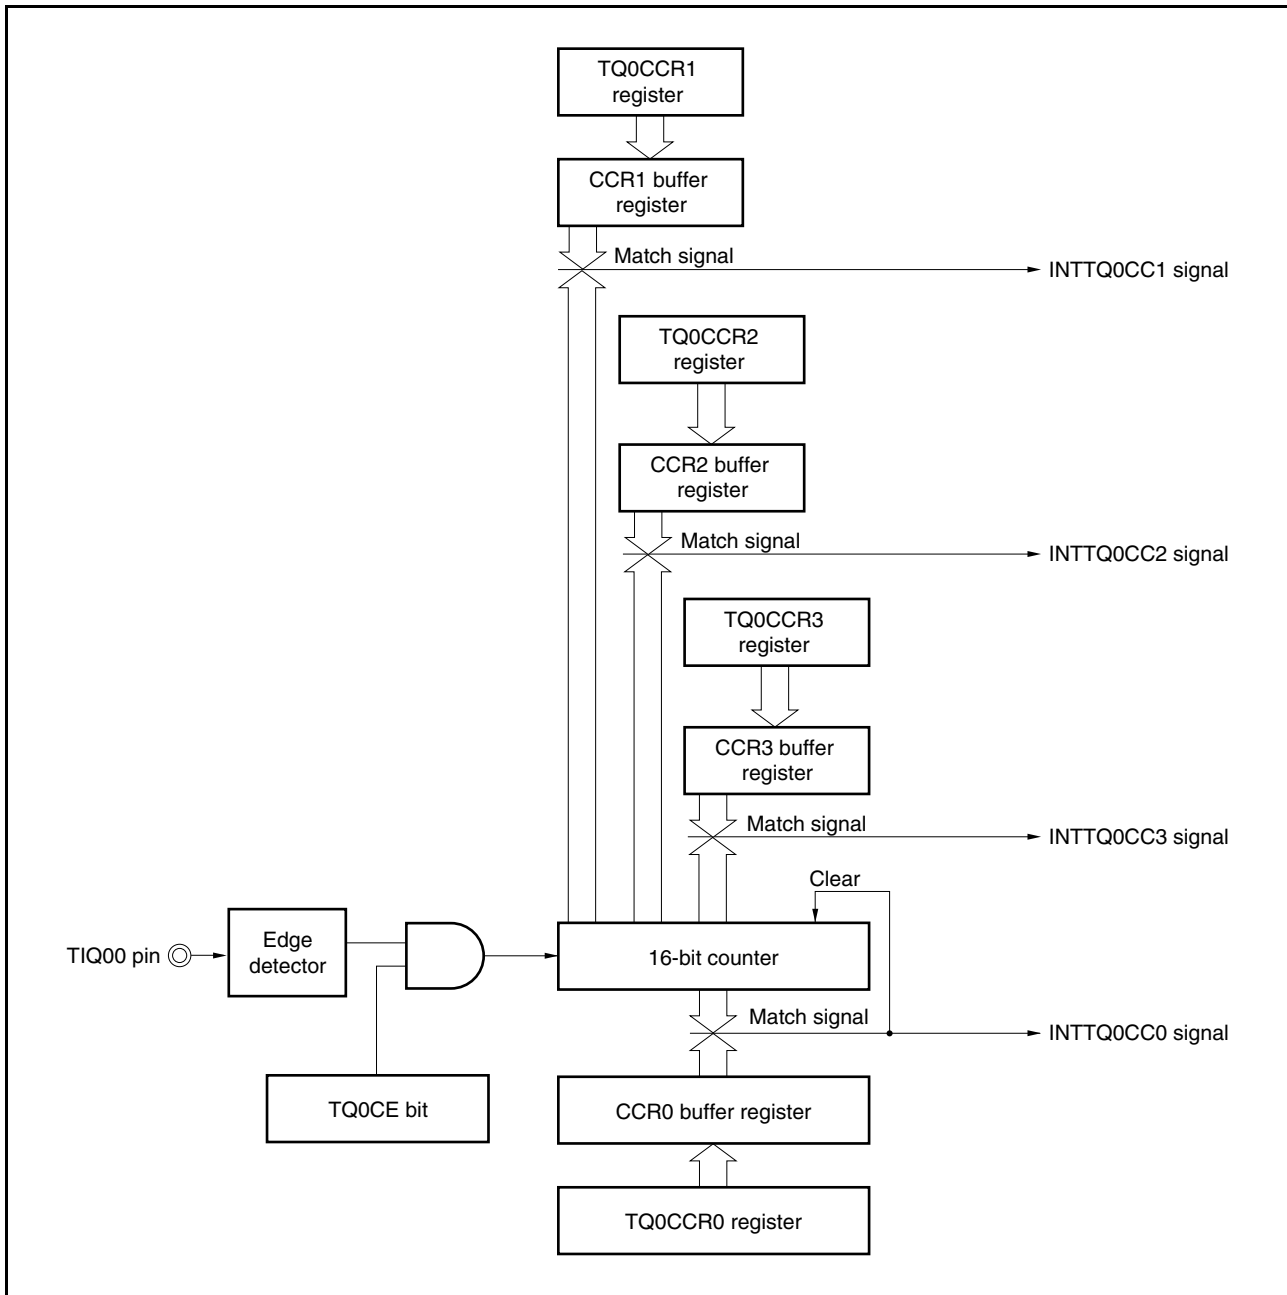 TQ0CCR1
register
CCR1 buffer
register
Match signal
INTTQ0CC1 signal
TQ0CCR2
register
CCR2 buffer
register
Match signal
INTTQ0CC2 signal
TQ0CCR3
register
CCR3 buffer
register
Match signal
INTTQ0CC3 signal
Clear
TIQ00 pin
Edge
detector
16-bit counter
Match signal
INTTQ0CC0 signal
TQ0CE bit
CCR0 buffer register
TQ0CCR0 register